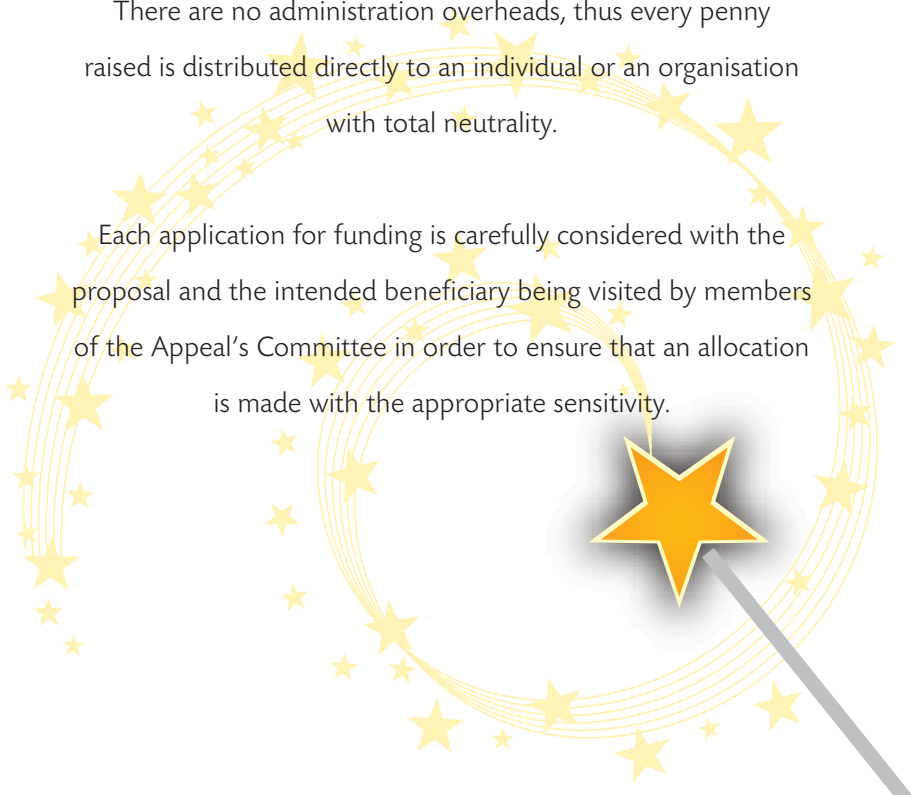 There are no administration overheads, thus every penny
raised is distributed directly to an individual or an organisation
with total neutrality.
Each application for funding is carefully considered with the
proposal and the intended beneficiary being visited by members
of the Appeal's Committee in order to ensure that an allocation
is made with the appropriate sensitivity.